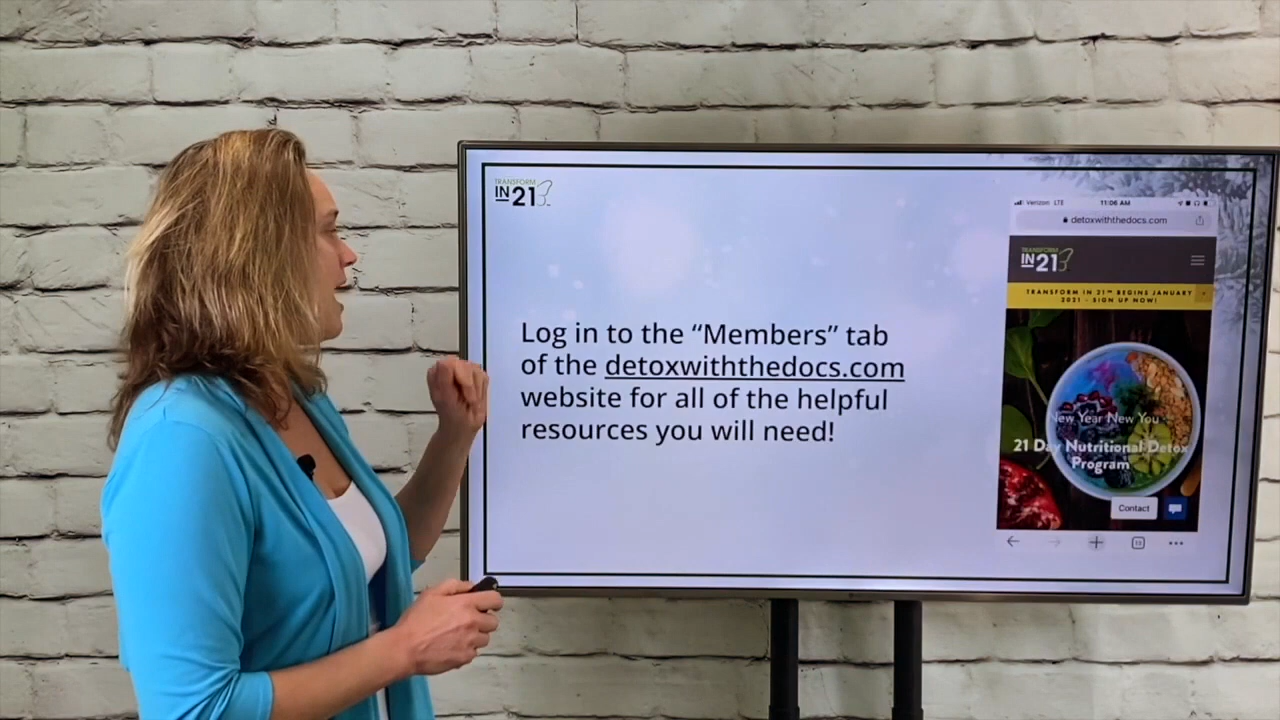 TRANSFORM
IN 21
Log in to the “Members” tab
of the detoxwiththedocs.com
website for all of the helpful
resources you will need!
Verizon LTE
11:06 AM
detoxwiththedocs.com
TRANSFORM
IN 21
TRANSFORM IN 21™ BEGINS JANUARY
2021 - SIGN UP NOW!
New Year New You
21 Day Nutritional Detox
Program
Contact